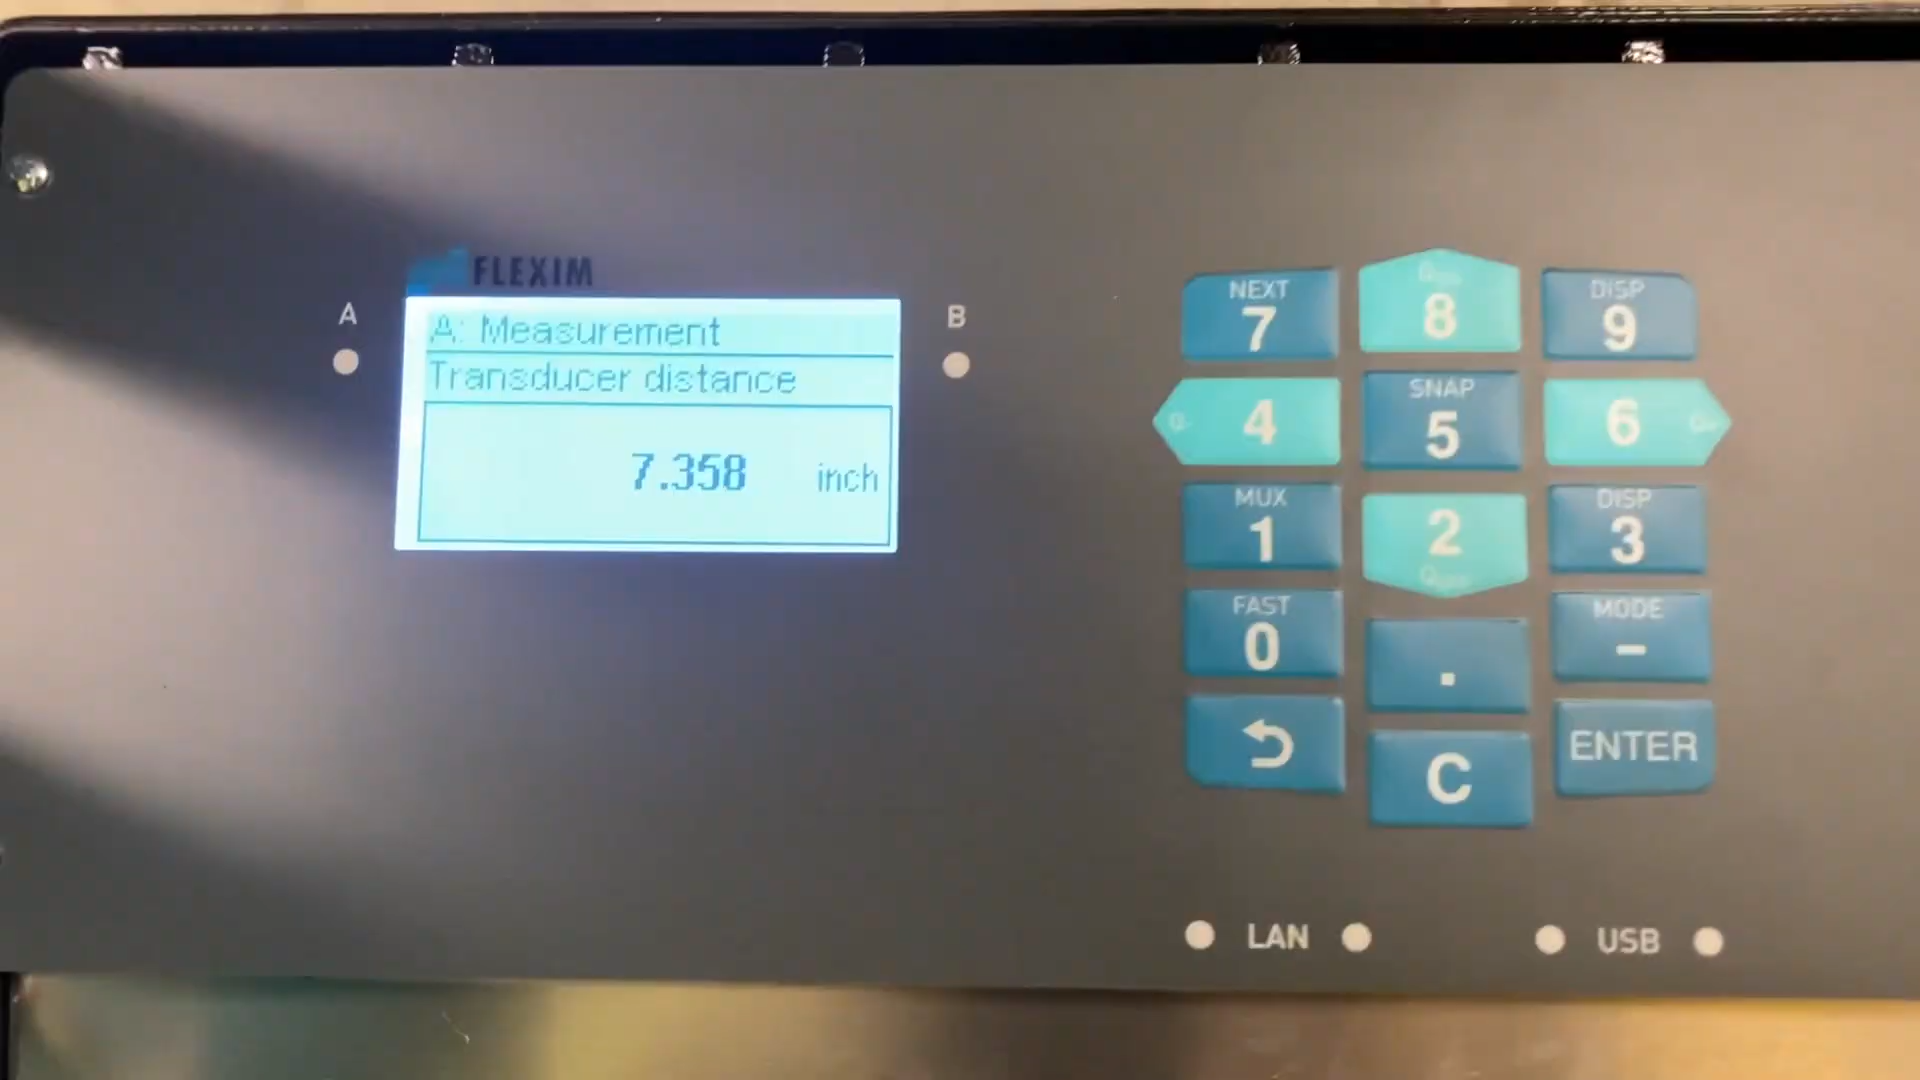 FLEXIM
A
B
A: Measurement
Transducer distance
7.358 inch
NEXT
7
8
DISP
9
4
SNAP
5
6
MUX
1
2
DISP
3
FAST
0
.
MODE
-
C
ENTER
LAN
USB